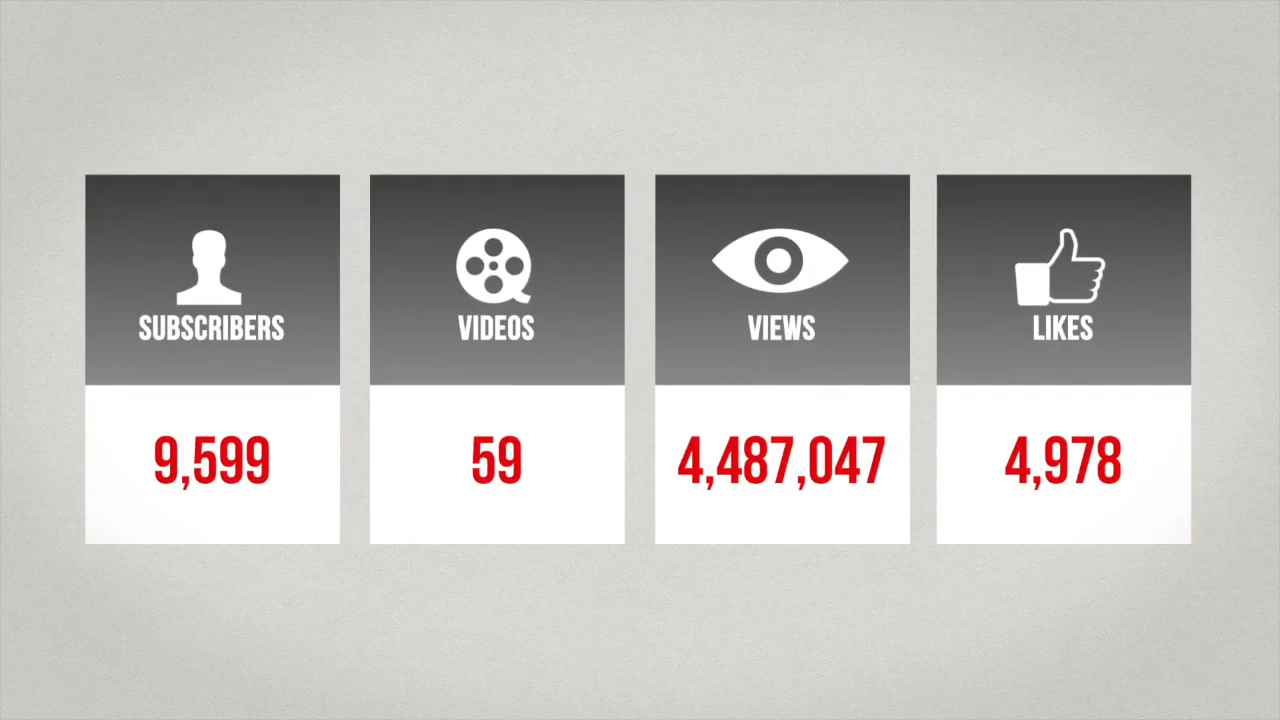 SUBSCRIBERS
VIDEOS
VIEWS
LIKES
9,599
59
4,487,047
4,978